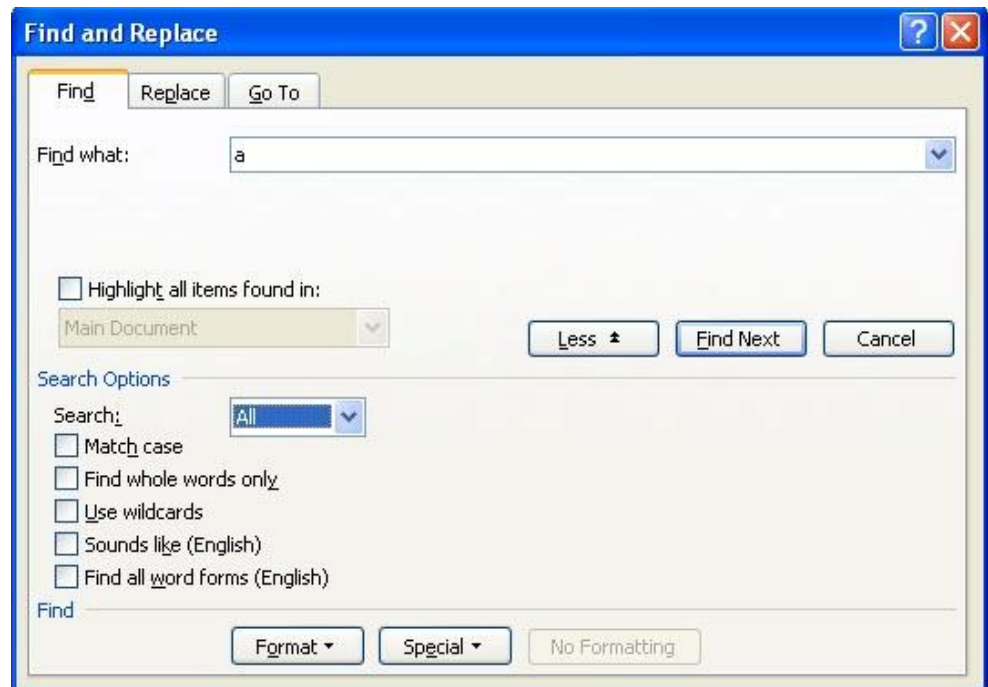 Find and Replace
Find Replace Go To
Find what: a
Highlight all items found in:
Main Document
Less Find Next Cancel
Search Options
Search: All
Match case
Find whole words only
Use wildcards
Sounds like (English)
Find all word forms (English)
Find
Format Special No Formatting